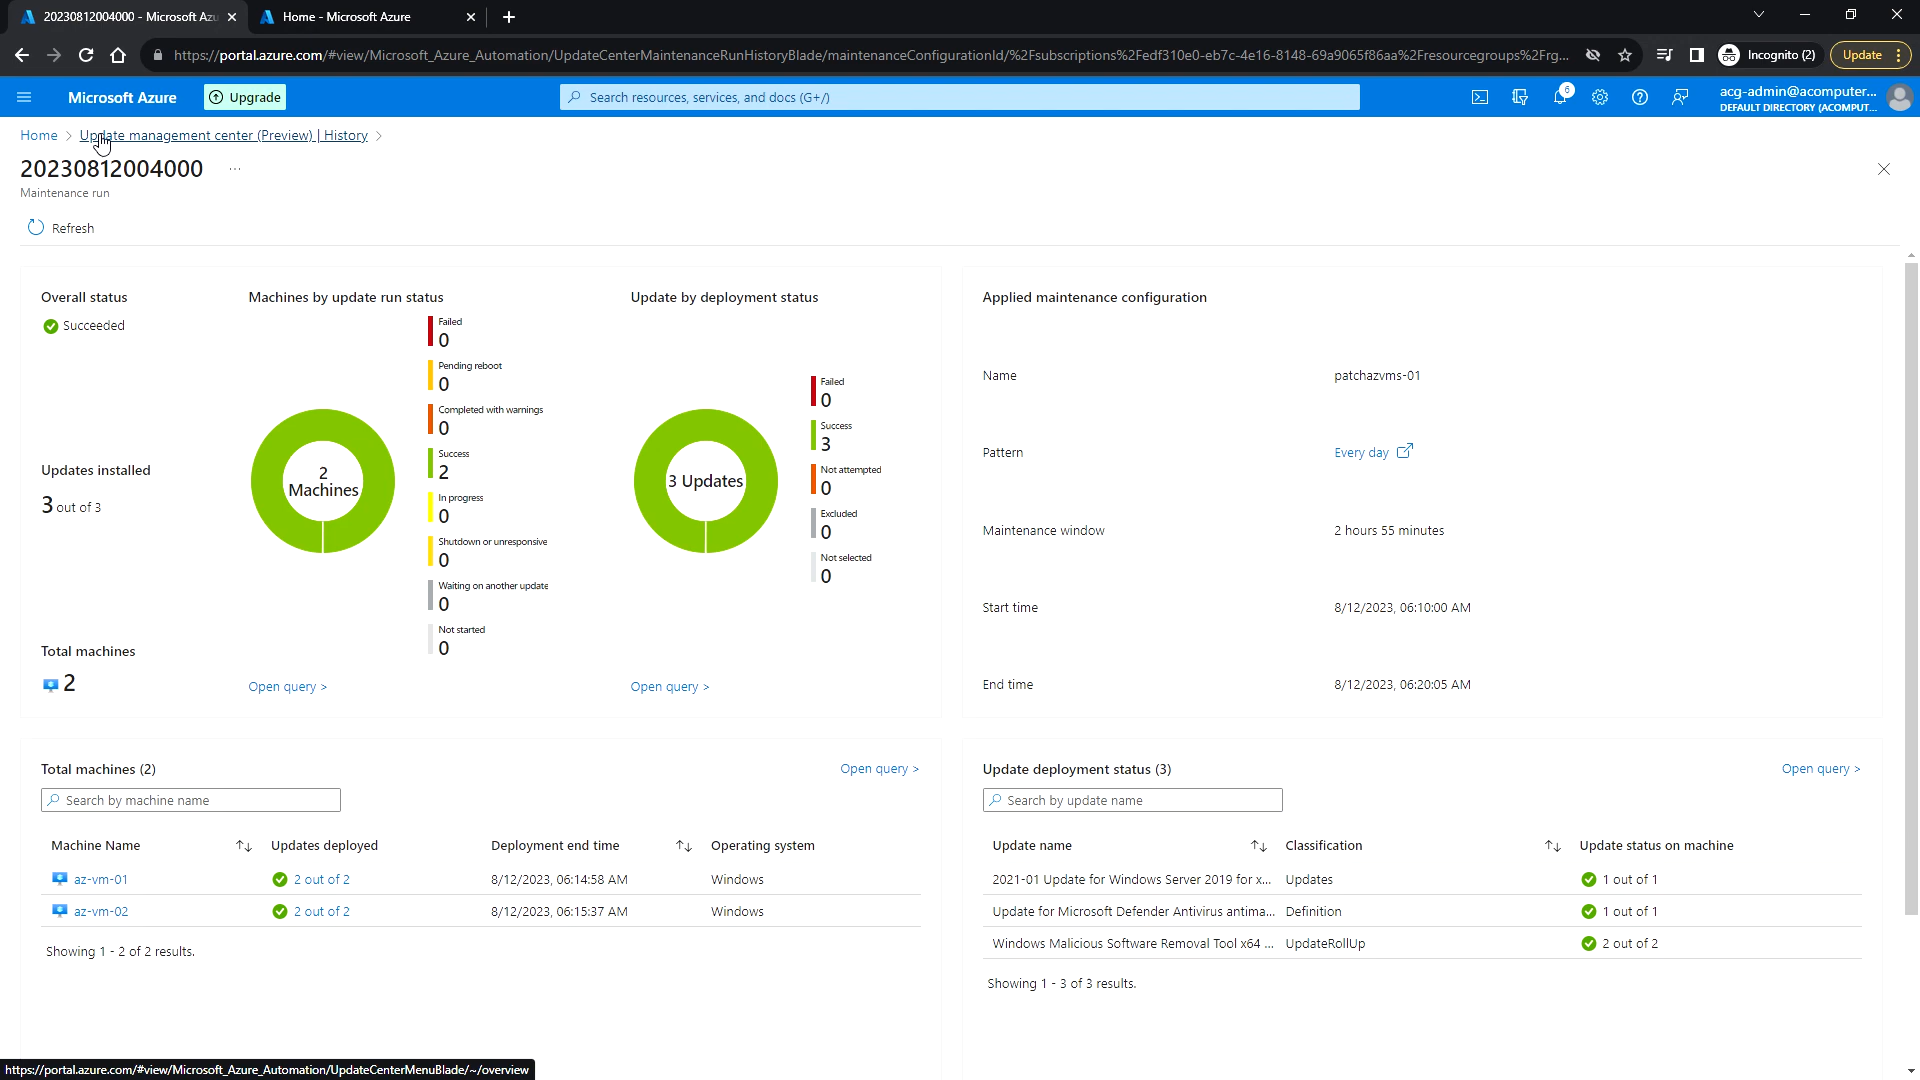 20230812004000 - Microsoft Azu
Home - Microsoft Azure
https://portal.azure.com/#view/Microsoft_Azure_Automation/UpdateCenterMaintenanceRunHistoryBlade/maintenanceConfigurationId/%2Fsubscriptions%2Fedf310e0-eb7c-4e16-8148-69a9065f86aa%2Fresourcegroups%2Frg...
Incognito (2)
Update
Microsoft Azure
Upgrade
Search resources, services, and docs (G+/)
6
acg-admin@acomputer...
DEFAULT DIRECTORY (ACOMPUT...
Home > Update management center (Preview) | History >
20230812004000 ...
Maintenance run
Refresh
Overall status
Succeeded
Updates installed
3 out of 3
Total machines
2
Machines by update run status
2
Machines
Failed
0
Pending reboot
0
Completed with warnings
0
Success
2
In progress
0
Shutdown or unresponsive
0
Waiting on another update
0
Not started
0
Open query >
Update by deployment status
3 Updates
Failed
0
Success
3
Not attempted
0
Excluded
0
Not selected
0
Open query >
Applied maintenance configuration
Name patchazvms-01
Pattern Every day
Maintenance window 2 hours 55 minutes
Start time 8/12/2023, 06:10:00 AM
End time 8/12/2023, 06:20:05 AM
Total machines (2) Open query >
Search by machine name
Machine Name Updates deployed Deployment end time Operating system
az-vm-01 2 out of 2 8/12/2023, 06:14:58 AM Windows
az-vm-02 2 out of 2 8/12/2023, 06:15:37 AM Windows
Showing 1 - 2 of 2 results.
Update deployment status (3) Open query >
Search by update name
Update name Classification Update status on machine
2021-01 Update for Windows Server 2019 for x... Updates 1 out of 1
Update for Microsoft Defender Antivirus antima... Definition 1 out of 1
Windows Malicious Software Removal Tool x64 ... UpdateRollUp 2 out of 2
Showing 1 - 3 of 3 results.
https://portal.azure.com/#view/Microsoft_Azure_Automation/UpdateCenterMenuBlade/~/overview